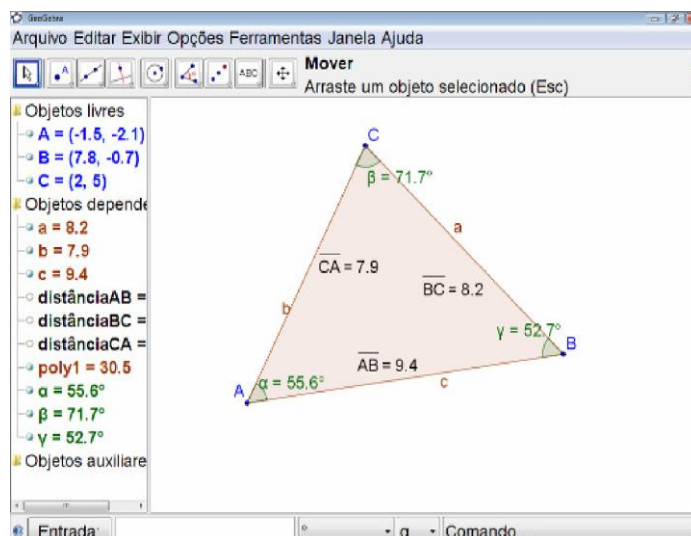 GeoGebra
Arquivo Editar Exibir Opções Ferramentas Janela Ajuda
A
ABC
Mover
Arraste um objeto selecionado (Esc)
Objetos livres
A = (-1.5, -2.1)
B = (7.8, -0.7)
C = (2, 5)
Objetos depende
a = 8.2
b = 7.9
c = 9.4
distânciaAB =
distânciaBC =
distânciaCA =
poly1 = 30.5
α = 55.6°
β = 71.7°
γ = 52.7°
Objetos auxiliare
C
β = 71.7°
a
CA = 7.9
BC = 8.2
b
γ = 52.7°
B
AB = 9.4
A
α = 55.6°
c
Entrada:
°
α
Comando